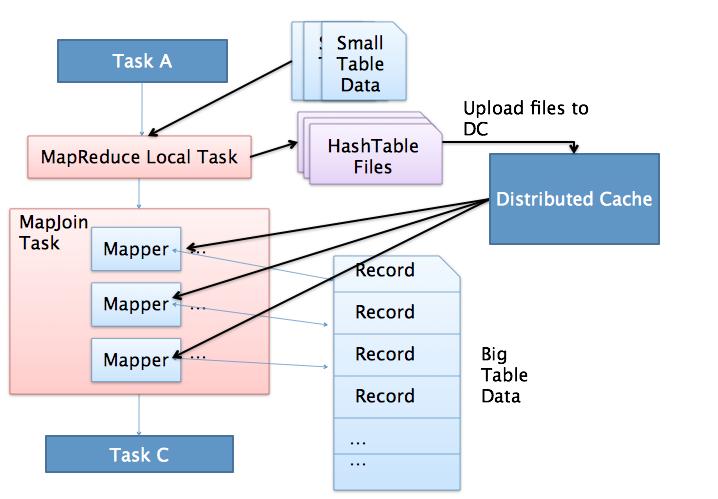 Task A
Small
Table
Data
Upload files to
DC
MapReduce Local Task
HashTable
Files
Distributed Cache
MapJoin
Task
Mapper
...
Mapper
...
Mapper
...
Record
Record
Record
Record
...
...
Big
Table
Data
Task C